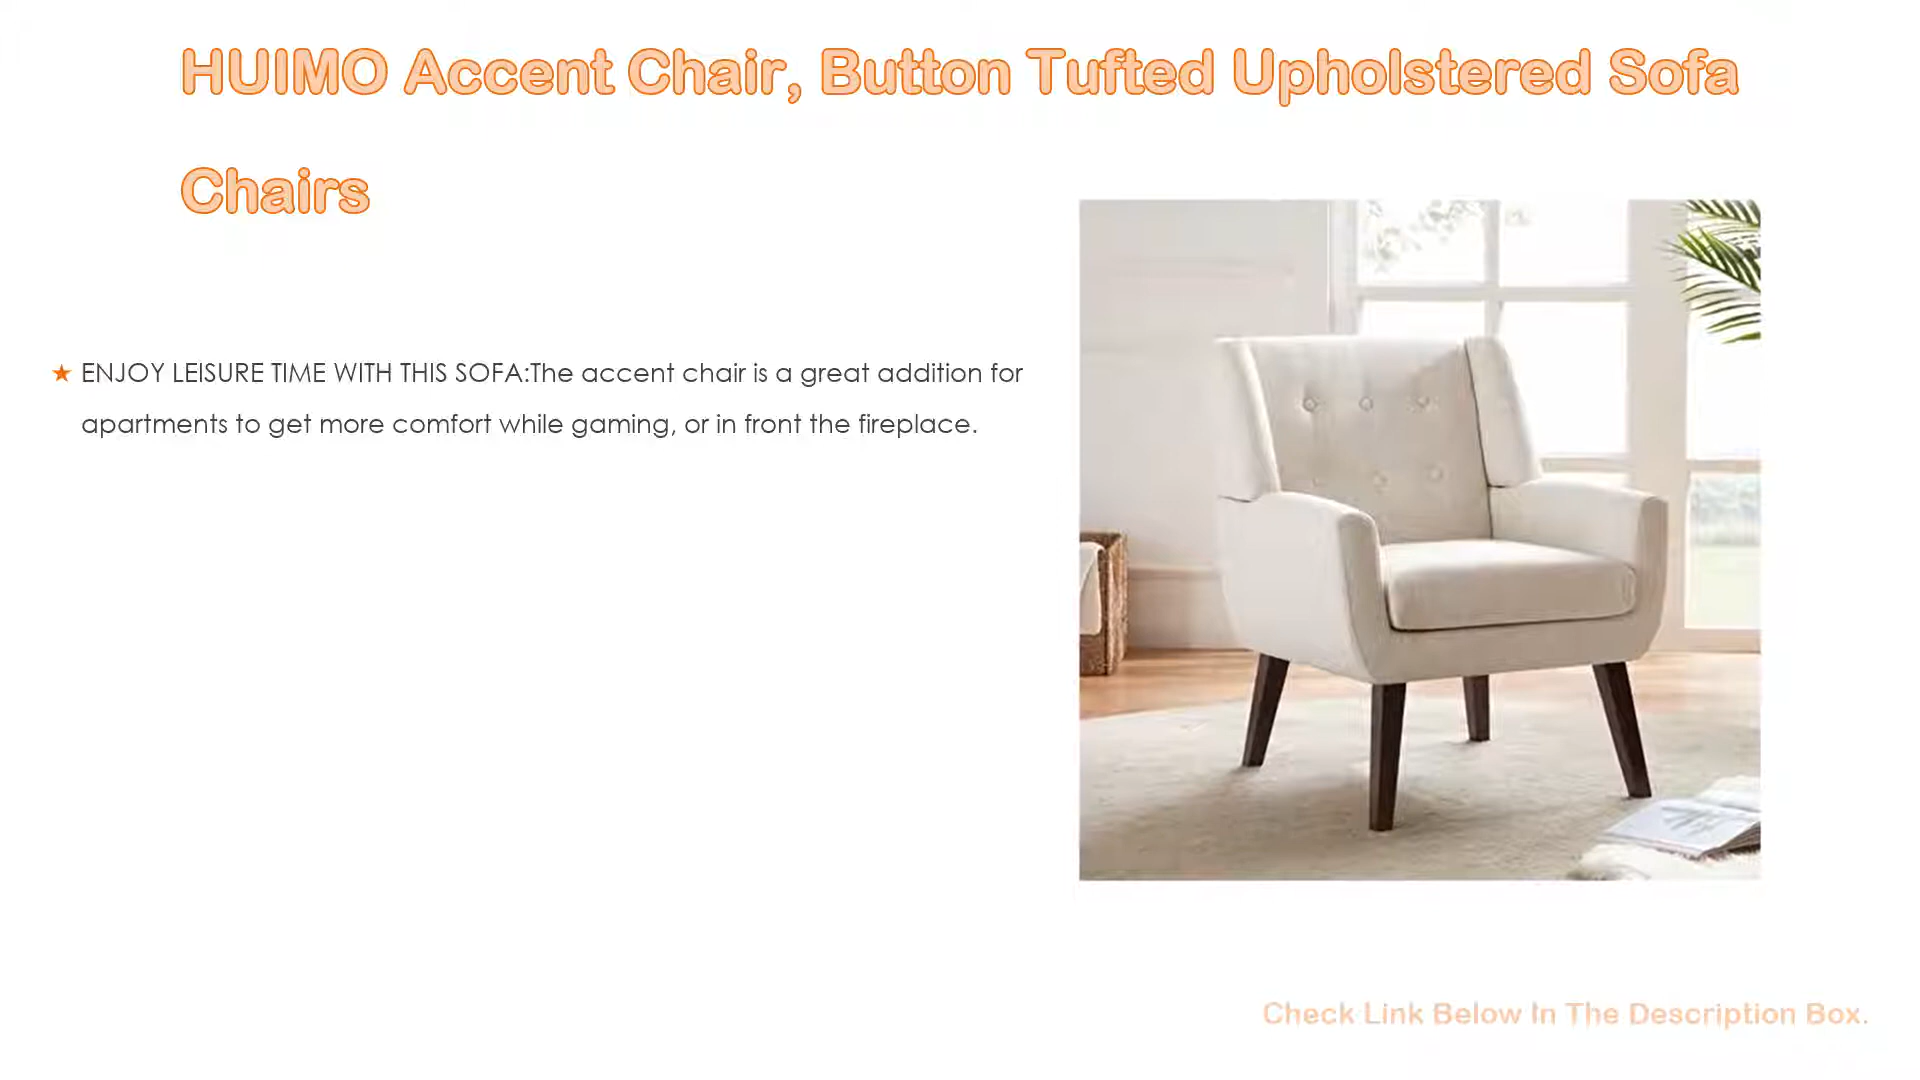 HUIMO Accent Chair, Button Tufted Upholstered Sofa
Chairs
★ ENJOY LEISURE TIME WITH THIS SOFA:The accent chair is a great addition for
apartments to get more comfort while gaming, or in front the fireplace.
Check Link Below In The Description Box.